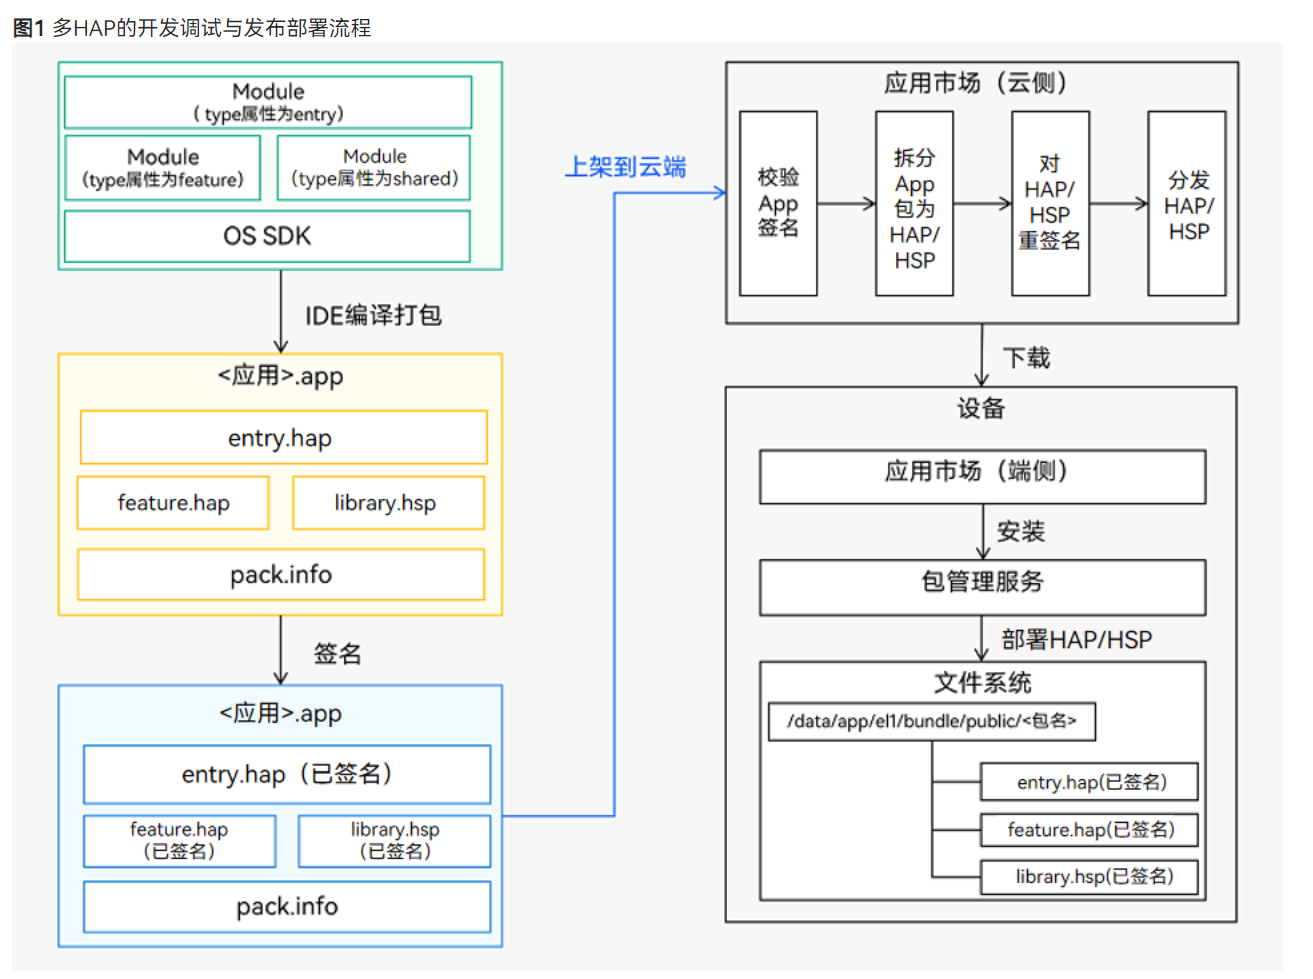 图1 多HAP的开发调试与发布部署流程
Module
( type属性为entry)
Module
(type属性为feature)
Module
(type属性为shared)
OS SDK
IDE编译打包
<应用>.app
entry.hap
feature.hap
library.hsp
pack.info
签名
<应用>.app
entry.hap（已签名）
feature.hap
（已签名）
library.hsp
（已签名）
pack.info
上架到云端
应用市场（云侧）
校验
App
签名
拆分
App
包为
HAP/
HSP
对
HAP/
HSP
重签名
分发
HAP/
HSP
下载
设备
应用市场（端侧）
安装
包管理服务
部署HAP/HSP
文件系统
/data/app/el1/bundle/public/<包名>
entry.hap(已签名）
feature.hap(已签名）
library.hsp(已签名）